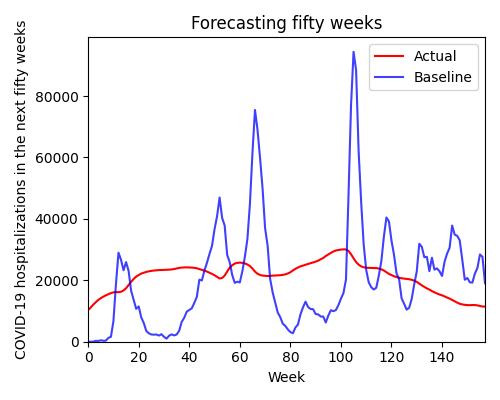 Forecasting fifty weeks
COVID-19 hospitalizations in the next fifty weeks
80000
60000
40000
20000
0
Actual
Baseline
0 20 40 60 80 100 120 140
Week